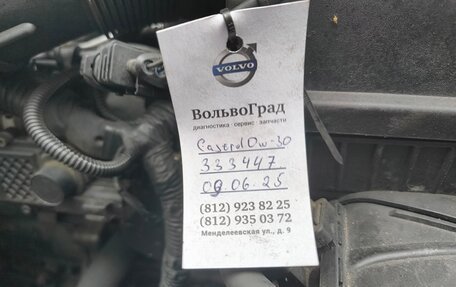 VOLVO
ВольвоГрад
диагностика · сервис · запчасти
Castrol 0w-30
333447
09.06.25
(812) 923 82 25
(812) 935 03 72
Менделеевская ул., д. 9